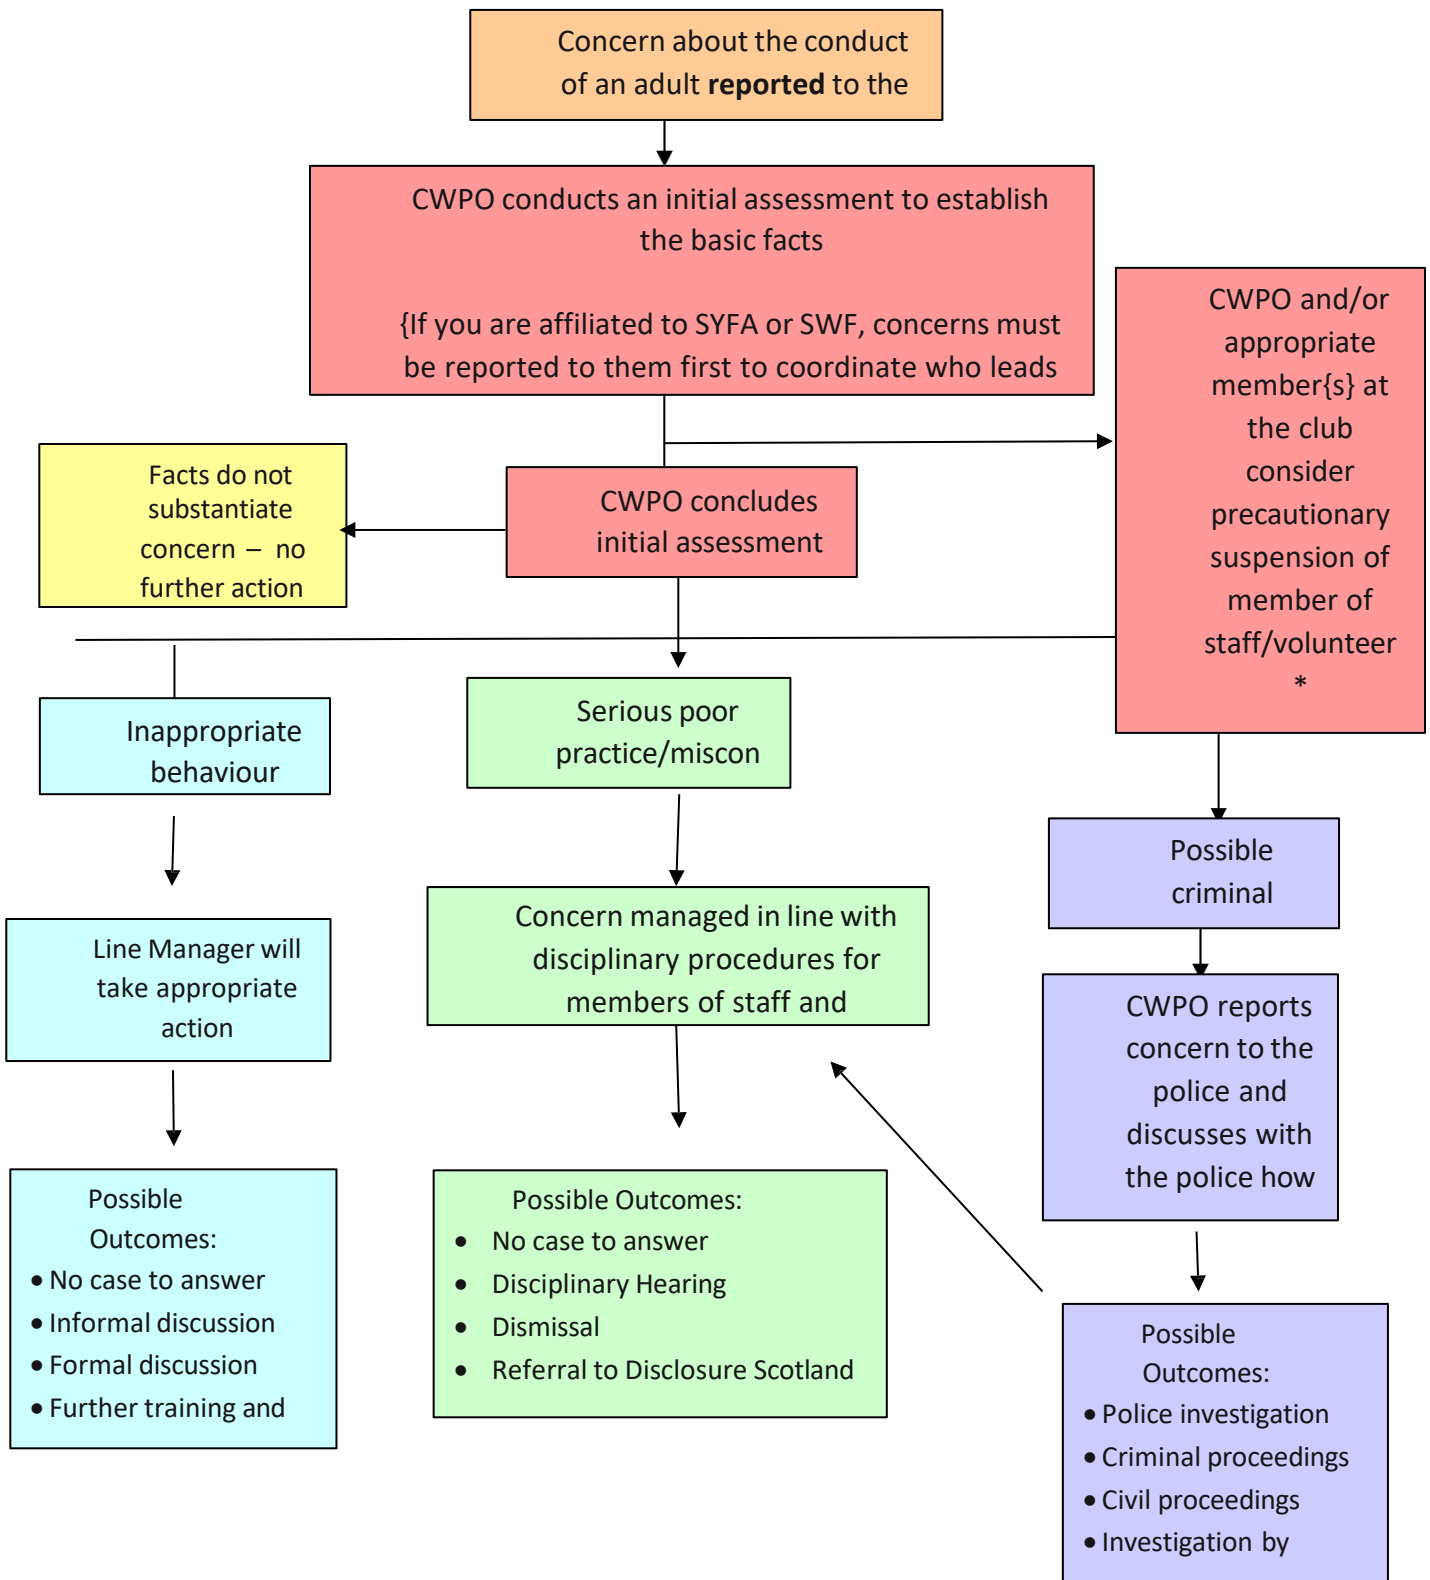 Concern about the conduct
of an adult reported to the
CWPO conducts an initial assessment to establish
the basic facts
{If you are affiliated to SYFA or SWF, concerns must
be reported to them first to coordinate who leads
CWPO and/or
appropriate
member{s} at
the club
consider
precautionary
suspension of
member of
staff/volunteer
*
Facts do not
substantiate
concern – no
further action
CWPO concludes
initial assessment
Inappropriate
behaviour
Serious poor
practice/miscon
Possible
criminal
Line Manager will
take appropriate
action
Concern managed in line with
disciplinary procedures for
members of staff and
CWPO reports
concern to the
police and
discusses with
the police how
Possible
Outcomes:
• No case to answer
• Informal discussion
• Formal discussion
• Further training and
Possible Outcomes:
• No case to answer
• Disciplinary Hearing
• Dismissal
• Referral to Disclosure Scotland
Possible
Outcomes:
• Police investigation
• Criminal proceedings
• Civil proceedings
• Investigation by